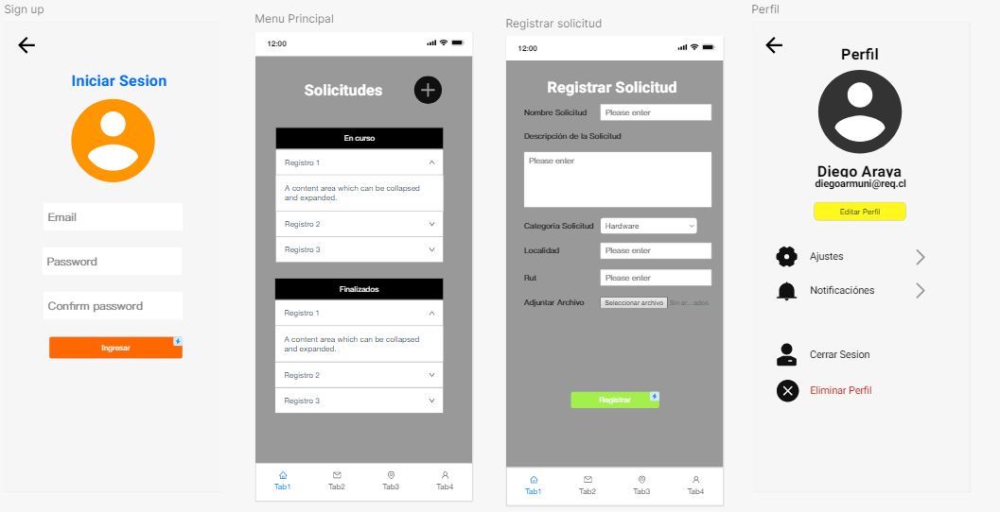 Sign up
Iniciar Sesion
Email
Password
Confirm password
Ingresar
Menu Principal
12:00
Solicitudes
En curso
Registro 1
A content area which can be collapsed
and expanded.
Registro 2
Registro 3
Finalizados
Registro 1
A content area which can be collapsed
and expanded.
Registro 2
Registro 3
Tab1 Tab2 Tab3 Tab4
Registrar solicitud
12:00
Registrar Solicitud
Nombre Solicitud Please enter
Descripción de la Solicitud
Please enter
Categoria Solicitud Hardware
Localidad Please enter
Rut Please enter
Adjuntar Archivo Seleccionar archivo Sin ar...ados
Registrar
Tab1 Tab2 Tab3 Tab4
Perfil
Perfil
Diego Araya
diegoarmuni@req.cl
Editar Perfil
Ajustes
Notificaciónes
Cerrar Sesion
Eliminar Perfil